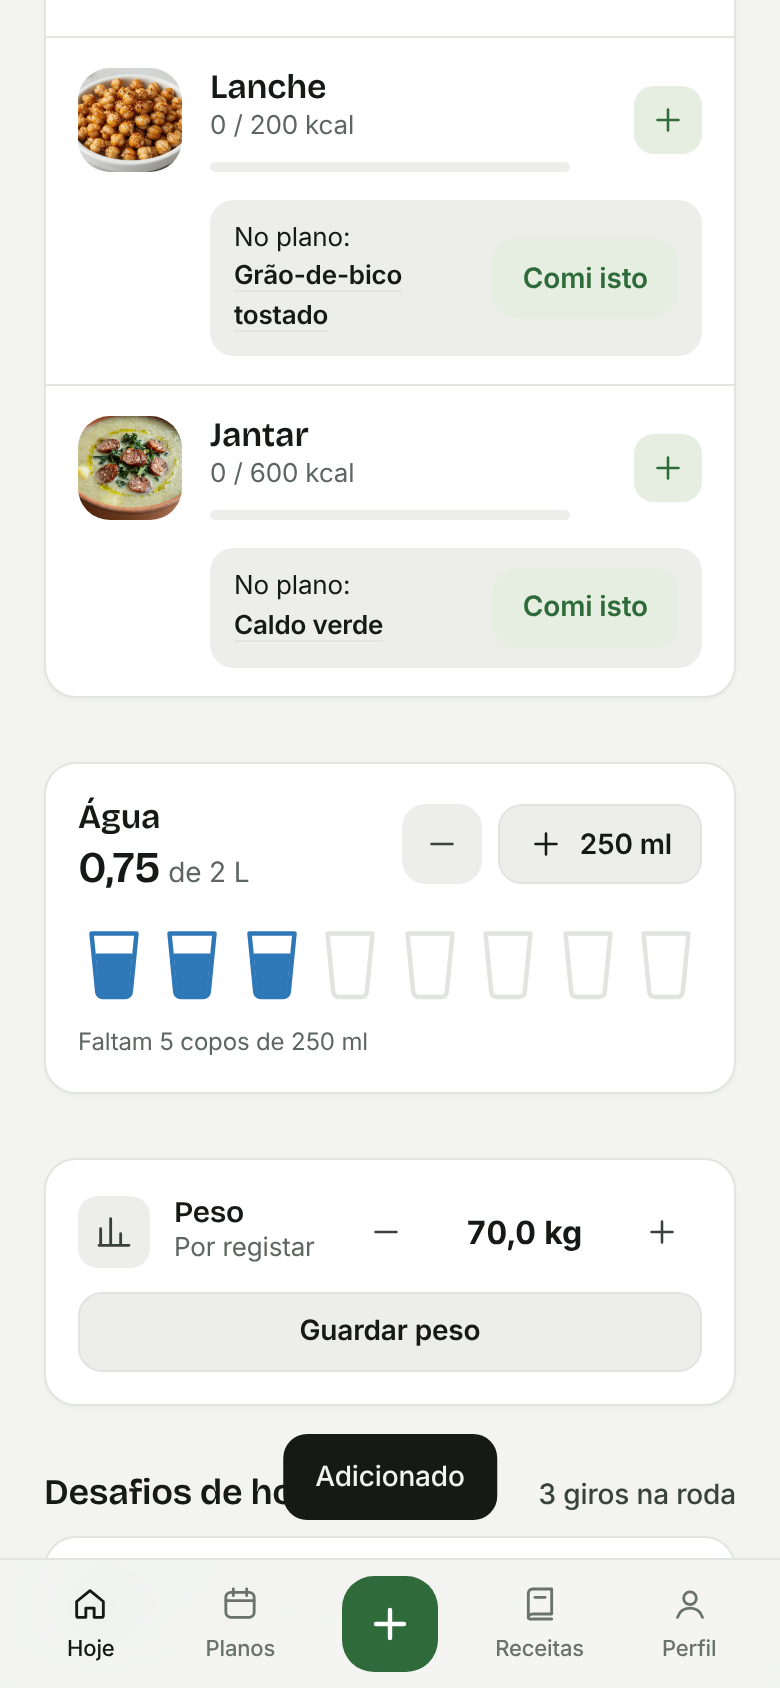 Lanche
0 / 200 kcal
No plano:
Grão-de-bico
tostado
Comi isto
Jantar
0 / 600 kcal
No plano:
Caldo verde
Comi isto
Água
0,75 de 2 L
250 ml
Faltam 5 copos de 250 ml
Peso
Por registar
70,0 kg
Guardar peso
Adicionado
Desafios de
3 giros na roda
Hoje
Planos
Receitas
Perfil